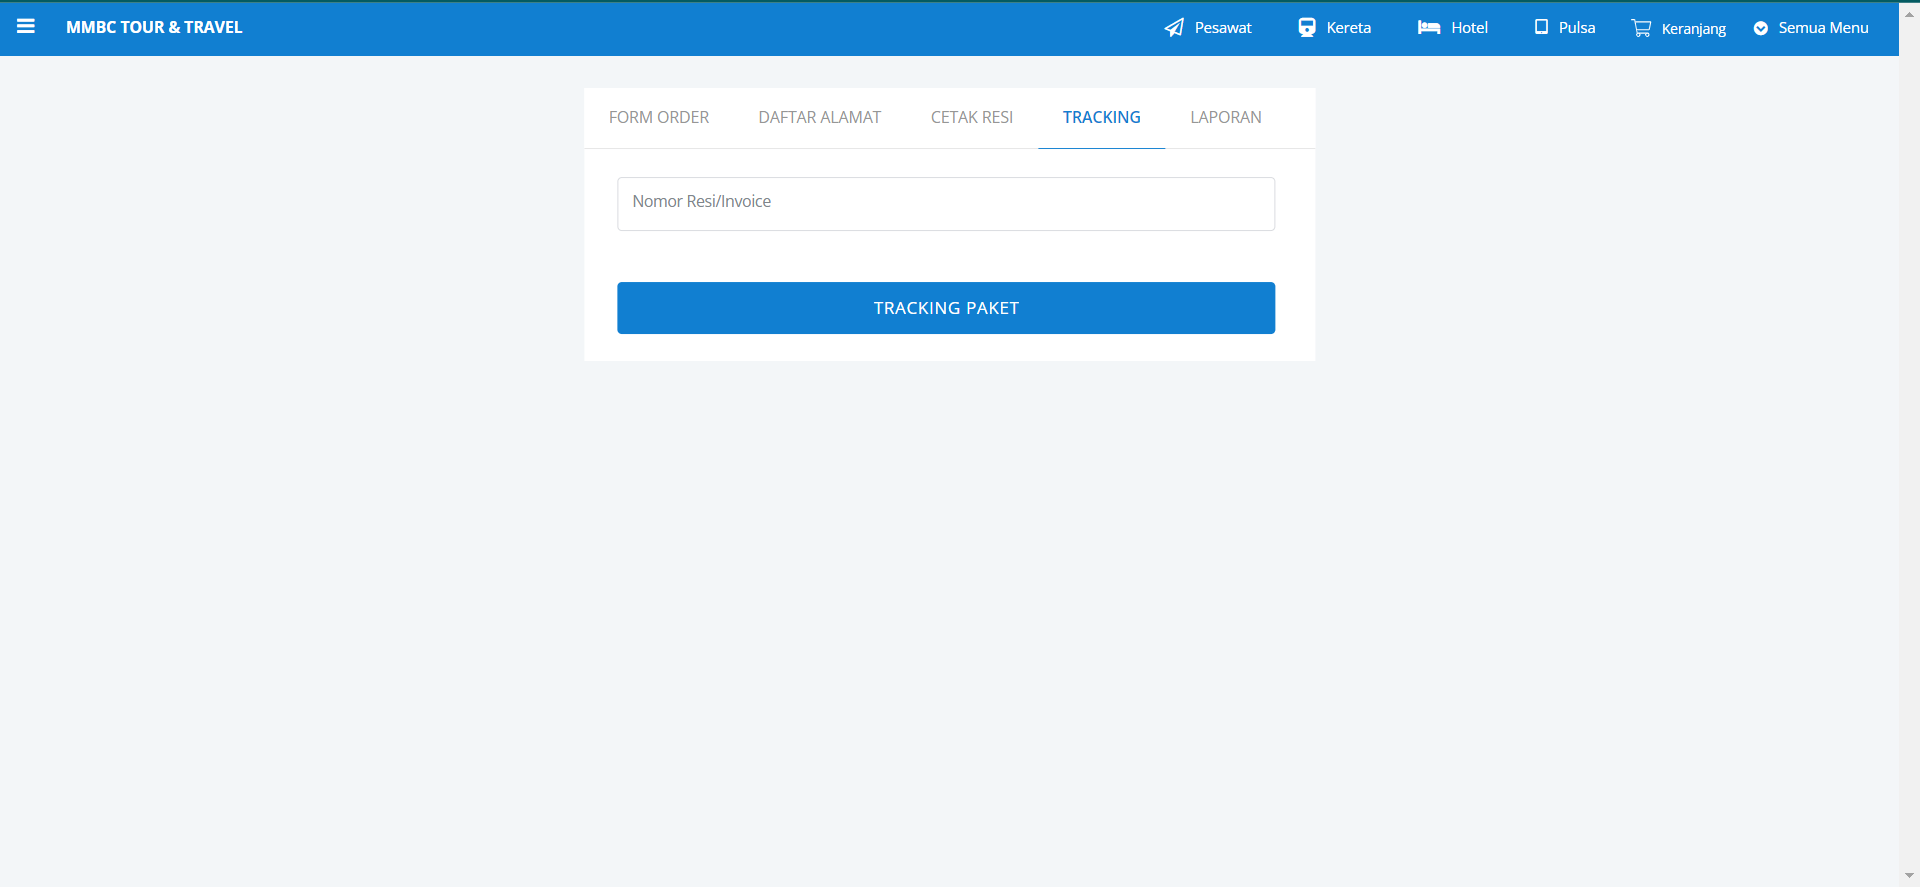 MMBC TOUR & TRAVEL Pesawat Kereta Hotel Pulsa Keranjang Semua Menu
FORM ORDER DAFTAR ALAMAT CETAK RESI TRACKING LAPORAN
Nomor Resi/Invoice
TRACKING PAKET